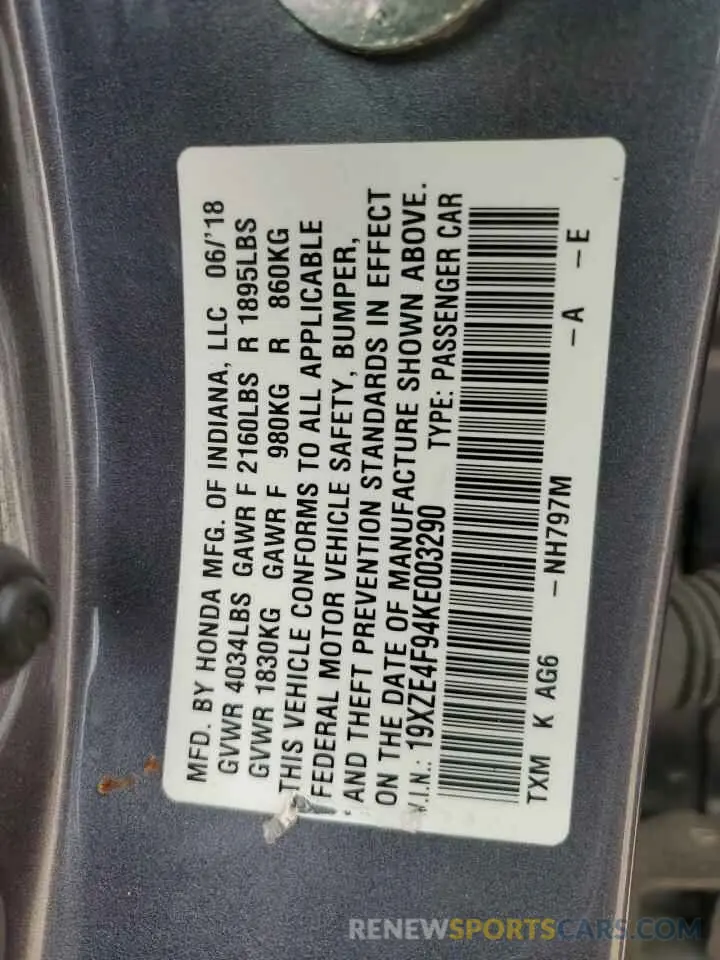 MFD. BY HONDA MFG. OF INDIANA, LLC 06/'18
GVWR 4034LBS GAWR F 2160LBS R 1895LBS
GVWR 1830KG GAWR F 980KG R 860KG
THIS VEHICLE CONFORMS TO ALL APPLICABLE
FEDERAL MOTOR VEHICLE SAFETY, BUMPER,
AND THEFT PREVENTION STANDARDS IN EFFECT
ON THE DATE OF MANUFACTURE SHOWN ABOVE.
V.I.N.: 19XZE4F94KE003290 TYPE: PASSENGER CAR
TXM K AG6 – NH797M – A – E
RENEWSPORTSCARS.COM